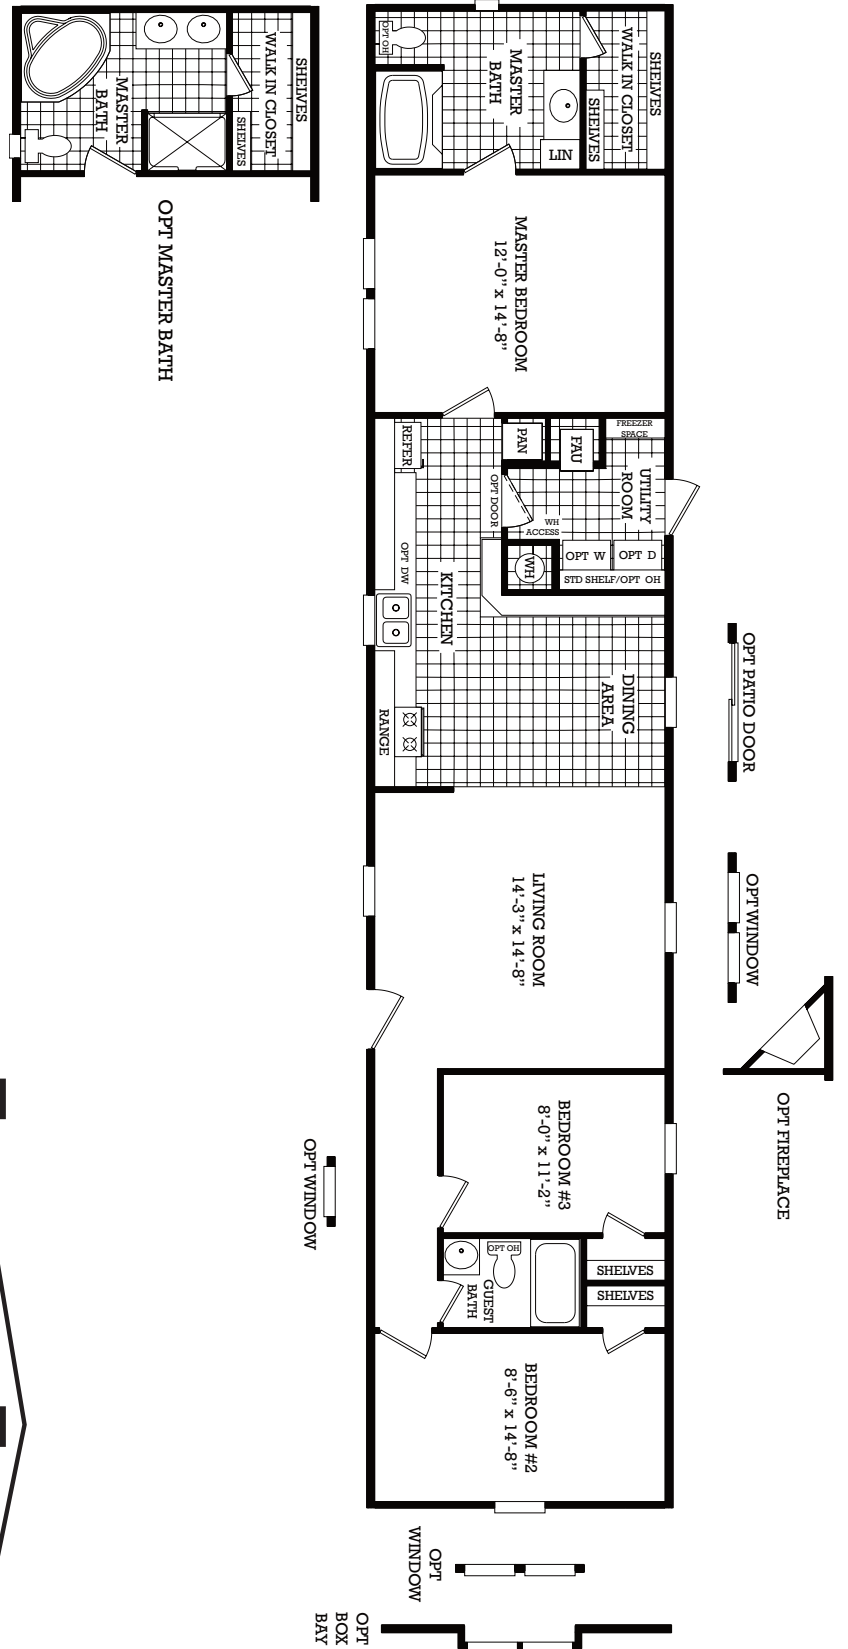 SHELVES
WALK IN CLOSET
SHELVES
MASTER
BATH
OPT MASTER BATH
OPT OH
MASTER
BATH
SHELVES
WALK IN CLOSET
SHELVES
LIN
MASTER BEDROOM
12'-0" x 14'-8"
REFER
PAN
FAU
FREEZER
SPACE
UTILITY
ROOM
OPT DOOR
WH
ACCESS
OPT W
OPT D
WH
STD SHELF/OPT OH
OPT DW
KITCHEN
RANGE
DINING
AREA
OPT PATIO DOOR
LIVING ROOM
14'-3" x 14'-8"
OPT WINDOW
OPT FIREPLACE
BEDROOM #3
8'-0" x 11'-2"
OPT WINDOW
OPT OH
GUEST
BATH
SHELVES
SHELVES
BEDROOM #2
8'-6" x 14'-8"
OPT
WINDOW
OPT
BOX
BAY